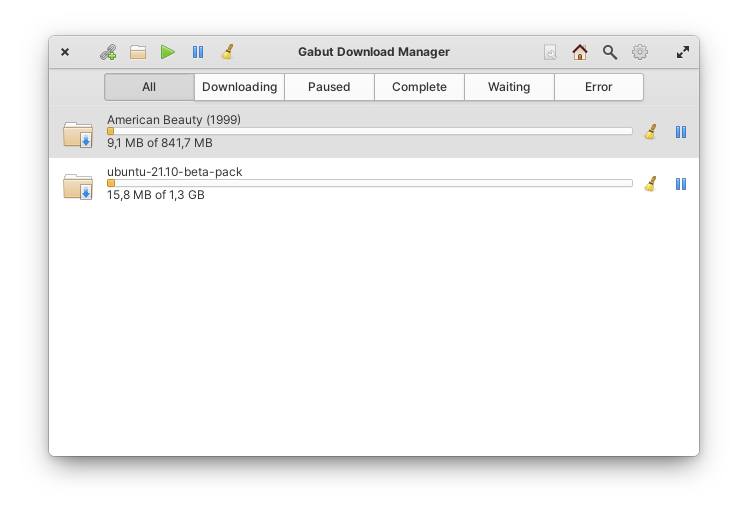 Gabut Download Manager
All Downloading Paused Complete Waiting Error
American Beauty (1999)
9,1 MB of 841,7 MB
ubuntu-21.10-beta-pack
15,8 MB of 1,3 GB